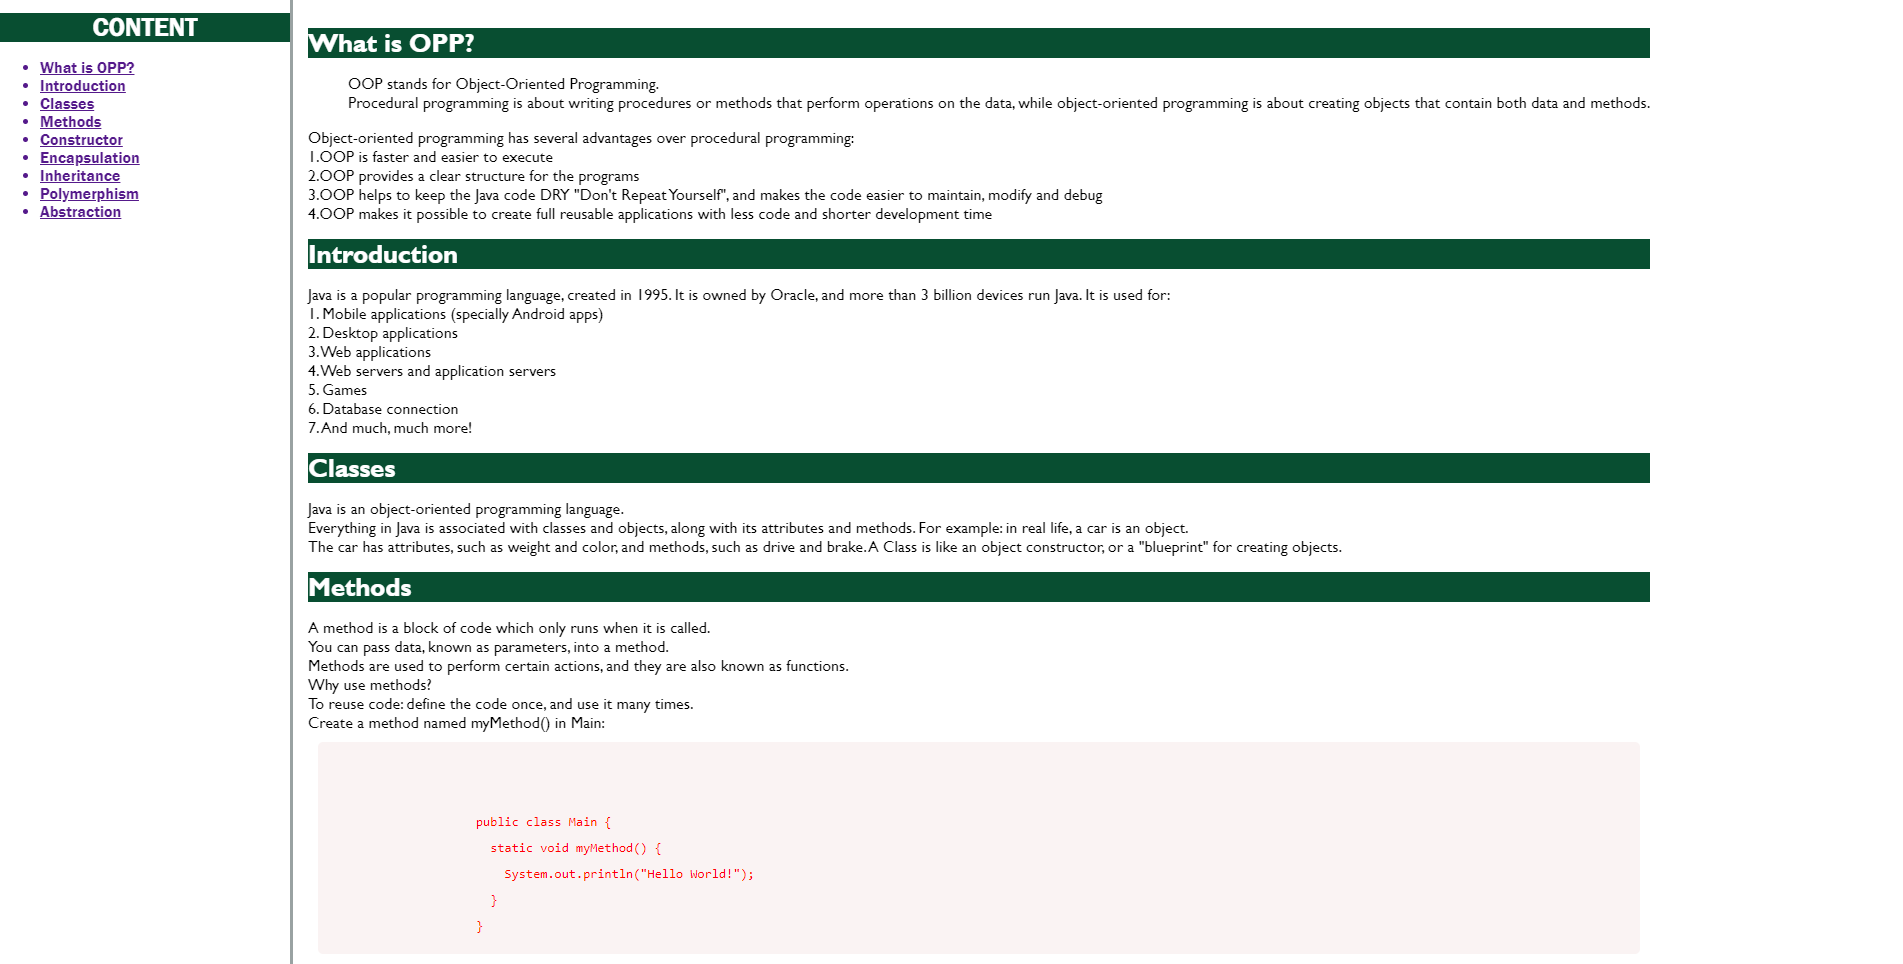 CONTENT
What is OPP?
Introduction
Classes
Methods
Constructor
Encapsulation
Inheritance
Polymerphism
Abstraction
What is OPP?
OOP stands for Object-Oriented Programming.
Procedural programming is about writing procedures or methods that perform operations on the data, while object-oriented programming is about creating objects that contain both data and methods.
Object-oriented programming has several advantages over procedural programming:
1.OOP is faster and easier to execute
2.OOP provides a clear structure for the programs
3.OOP helps to keep the Java code DRY "Don't Repeat Yourself", and makes the code easier to maintain, modify and debug
4.OOP makes it possible to create full reusable applications with less code and shorter development time
Introduction
Java is a popular programming language, created in 1995. It is owned by Oracle, and more than 3 billion devices run Java. It is used for:
1. Mobile applications (specially Android apps)
2. Desktop applications
3. Web applications
4. Web servers and application servers
5. Games
6. Database connection
7. And much, much more!
Classes
Java is an object-oriented programming language.
Everything in Java is associated with classes and objects, along with its attributes and methods. For example: in real life, a car is an object.
The car has attributes, such as weight and color, and methods, such as drive and brake. A Class is like an object constructor, or a "blueprint" for creating objects.
Methods
A method is a block of code which only runs when it is called.
You can pass data, known as parameters, into a method.
Methods are used to perform certain actions, and they are also known as functions.
Why use methods?
To reuse code: define the code once, and use it many times.
Create a method named myMethod() in Main:
public class Main {
static void myMethod() {
System.out.println("Hello World!");
}
}